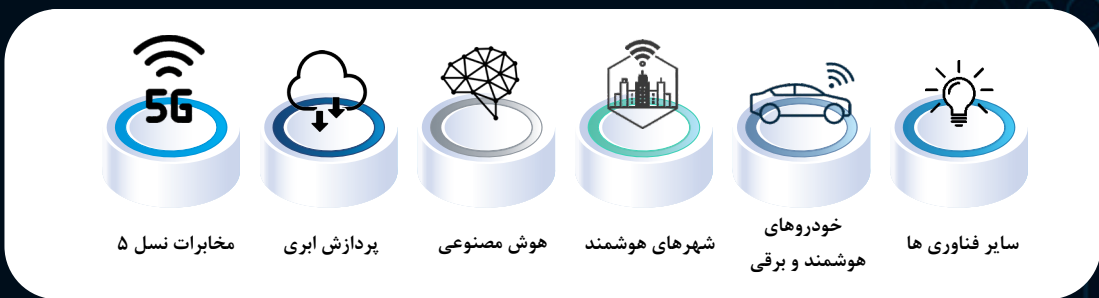 5G
سایر فناوری ها
خودروهای
هوشمند و برقی
شهرهای هوشمند
هوش مصنوعی
پردازش ابری
مخابرات نسل ۵